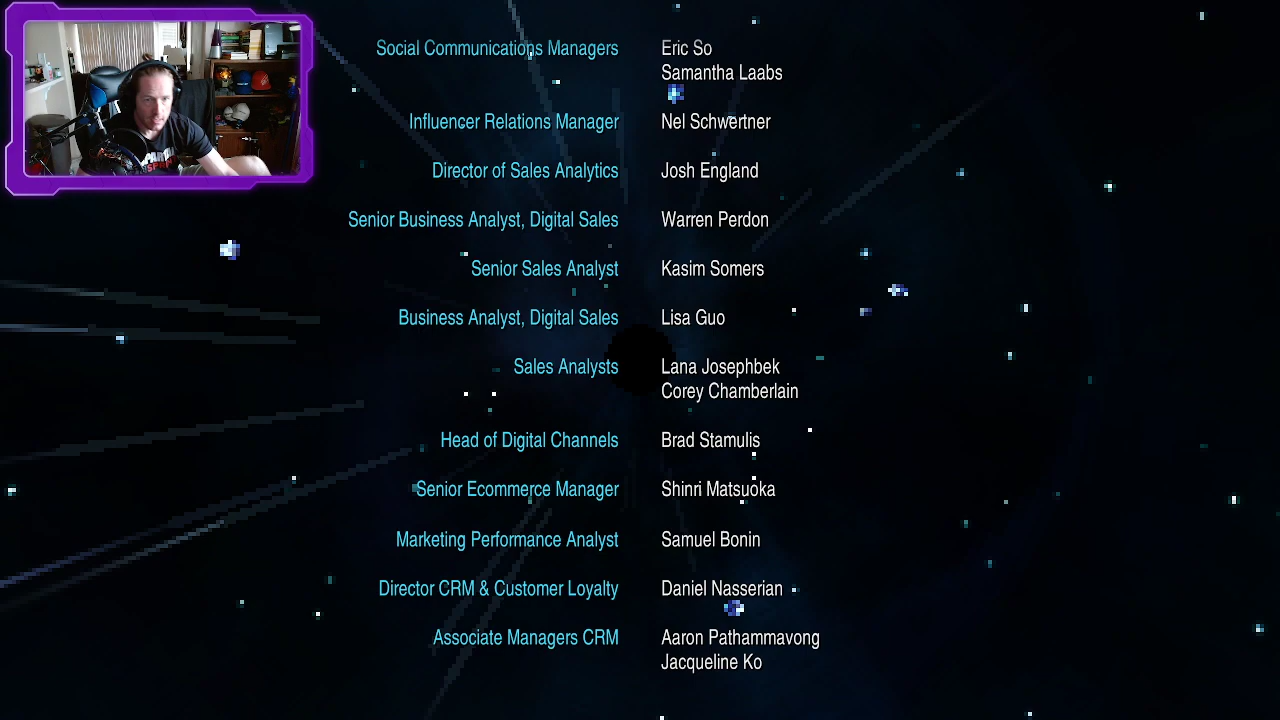 Social Communications Managers Eric So
Samantha Laabs
Influencer Relations Manager Nel Schwertner
Director of Sales Analytics Josh England
Senior Business Analyst, Digital Sales Warren Perdon
Senior Sales Analyst Kasim Somers
Business Analyst, Digital Sales Lisa Guo
Sales Analysts Lana Josephbek
Corey Chamberlain
Head of Digital Channels Brad Stamulis
Senior Ecommerce Manager Shinri Matsuoka
Marketing Performance Analyst Samuel Bonin
Director CRM & Customer Loyalty Daniel Nasserian
Associate Managers CRM Aaron Pathammavong
Jacqueline Ko